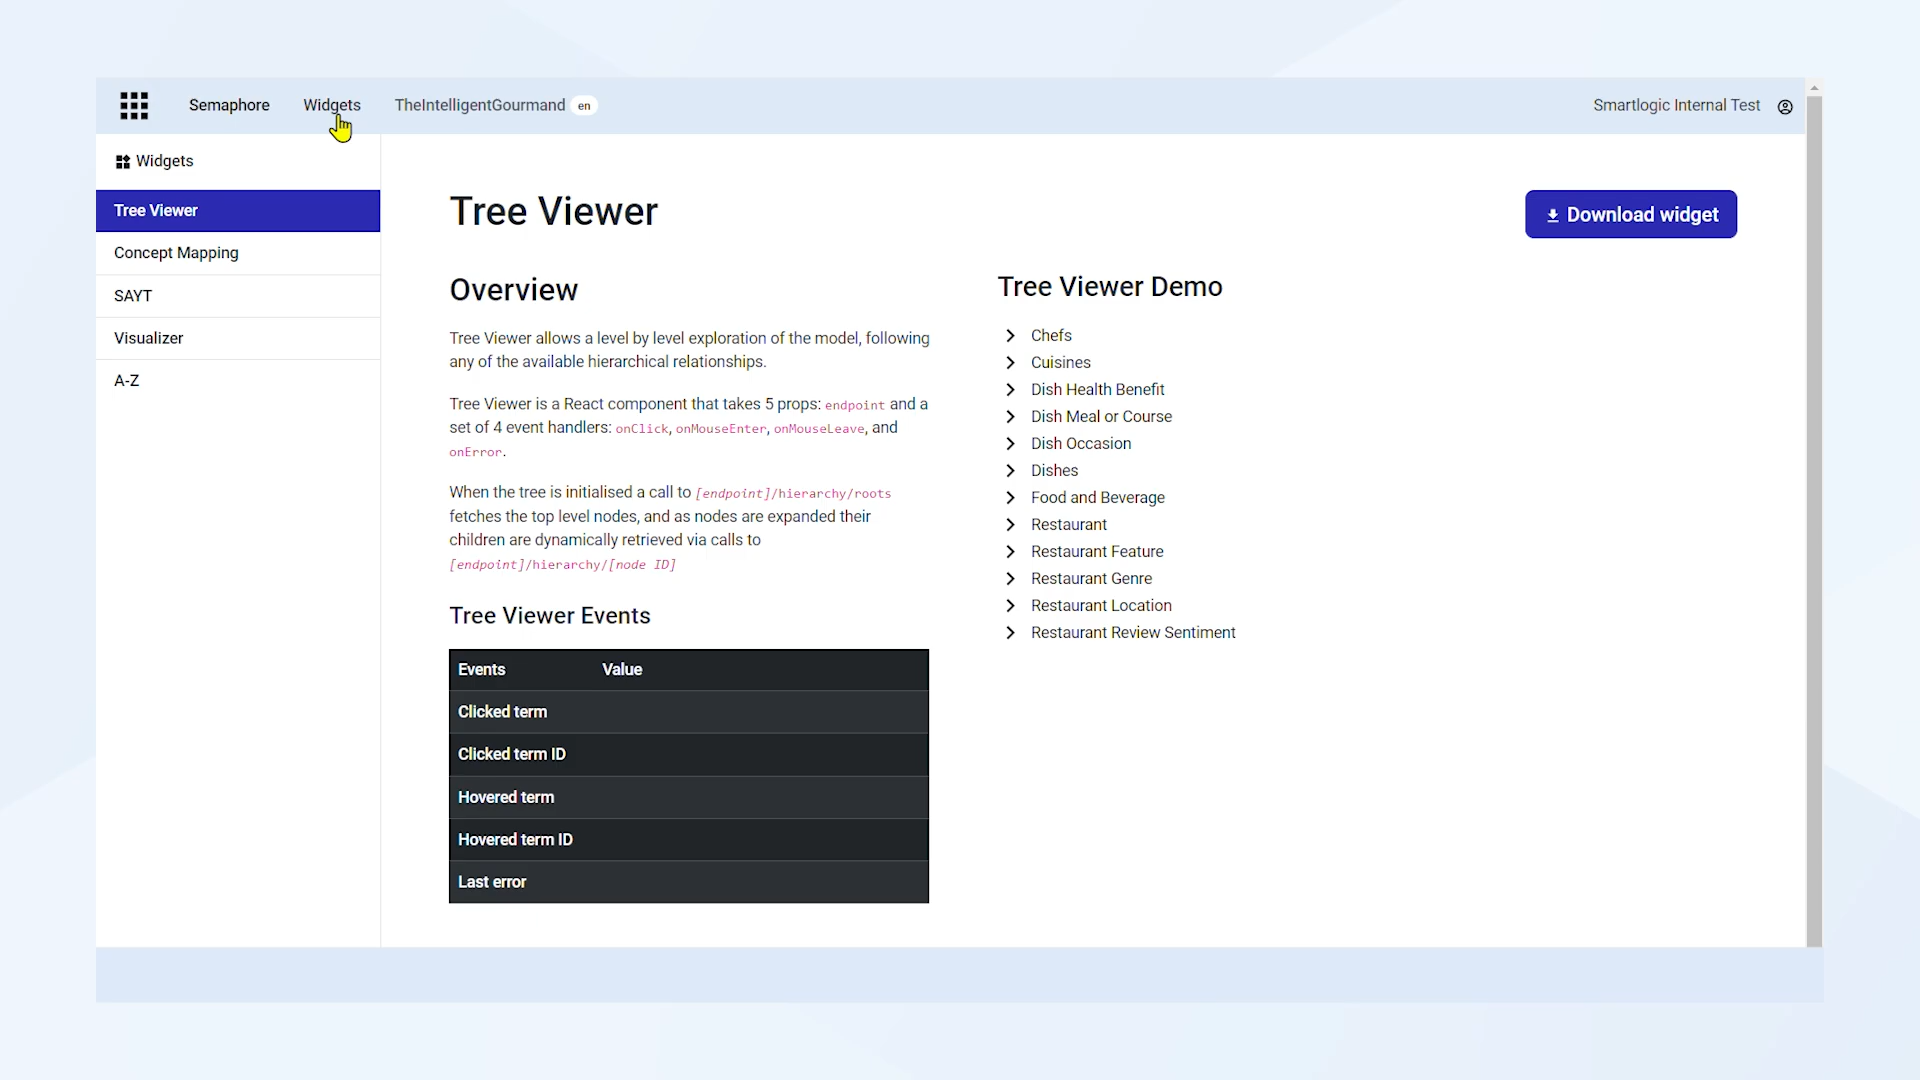 Semaphore Widgets TheIntelligentGourmand en Smartlogic Internal Test
Widgets
Tree Viewer
Concept Mapping
SAYT
Visualizer
A-Z
Tree Viewer
Download widget
Overview
Tree Viewer allows a level by level exploration of the model, following
any of the available hierarchical relationships.
Tree Viewer is a React component that takes 5 props: endpoint and a
set of 4 event handlers: onClick, onMouseEnter, onMouseLeave, and
onError.
When the tree is initialised a call to [endpoint]/hierarchy/roots
fetches the top level nodes, and as nodes are expanded their
children are dynamically retrieved via calls to
[endpoint]/hierarchy/[node ID]
Tree Viewer Events
Events Value
Clicked term
Clicked term ID
Hovered term
Hovered term ID
Last error
Tree Viewer Demo
Chefs
Cuisines
Dish Health Benefit
Dish Meal or Course
Dish Occasion
Dishes
Food and Beverage
Restaurant
Restaurant Feature
Restaurant Genre
Restaurant Location
Restaurant Review Sentiment